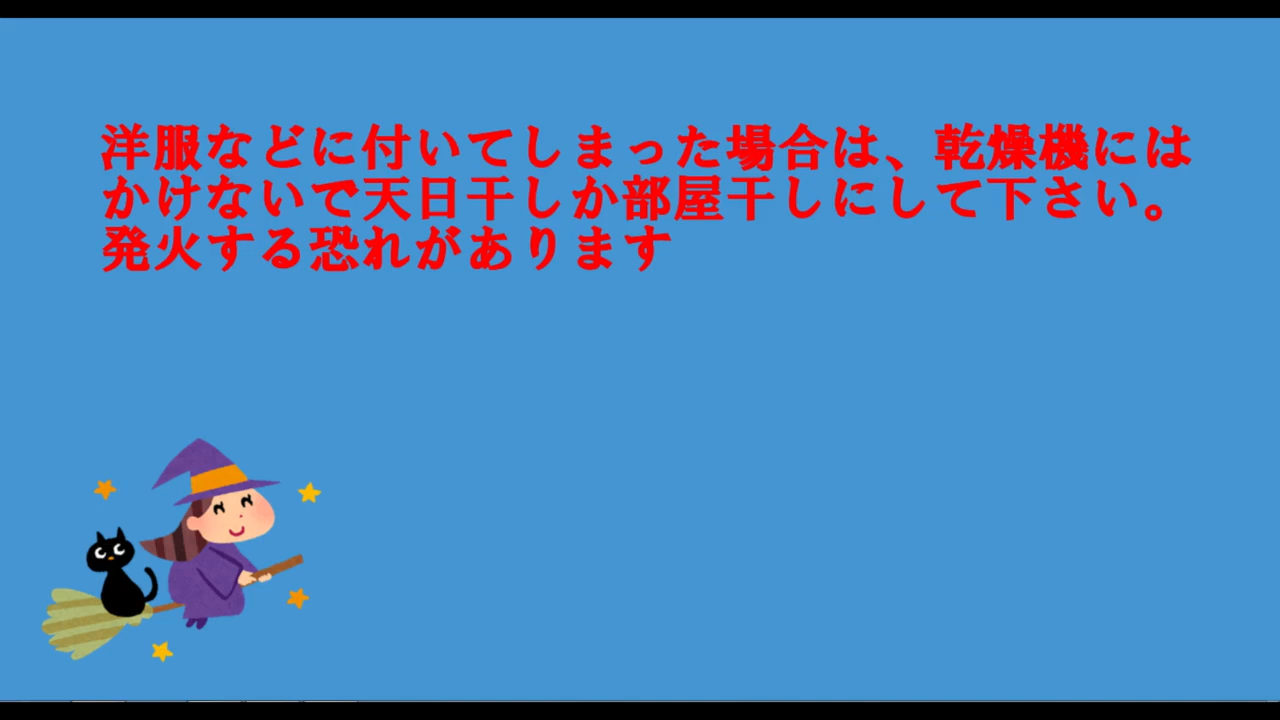 洋服などに付いてしまった場合は、乾燥機には
かけないで天日干しか部屋干しにして下さい。
発火する恐れがあります